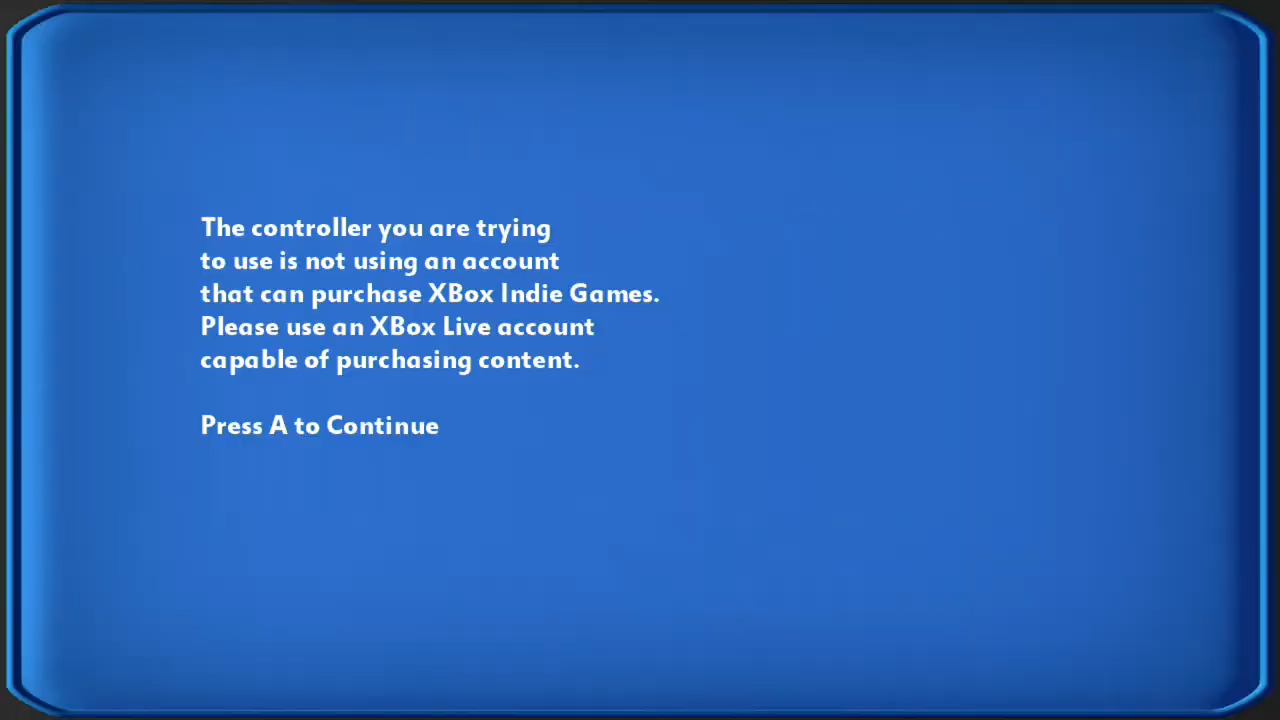 The controller you are trying
to use is not using an account
that can purchase XBox Indie Games.
Please use an XBox Live account
capable of purchasing content.
Press A to Continue